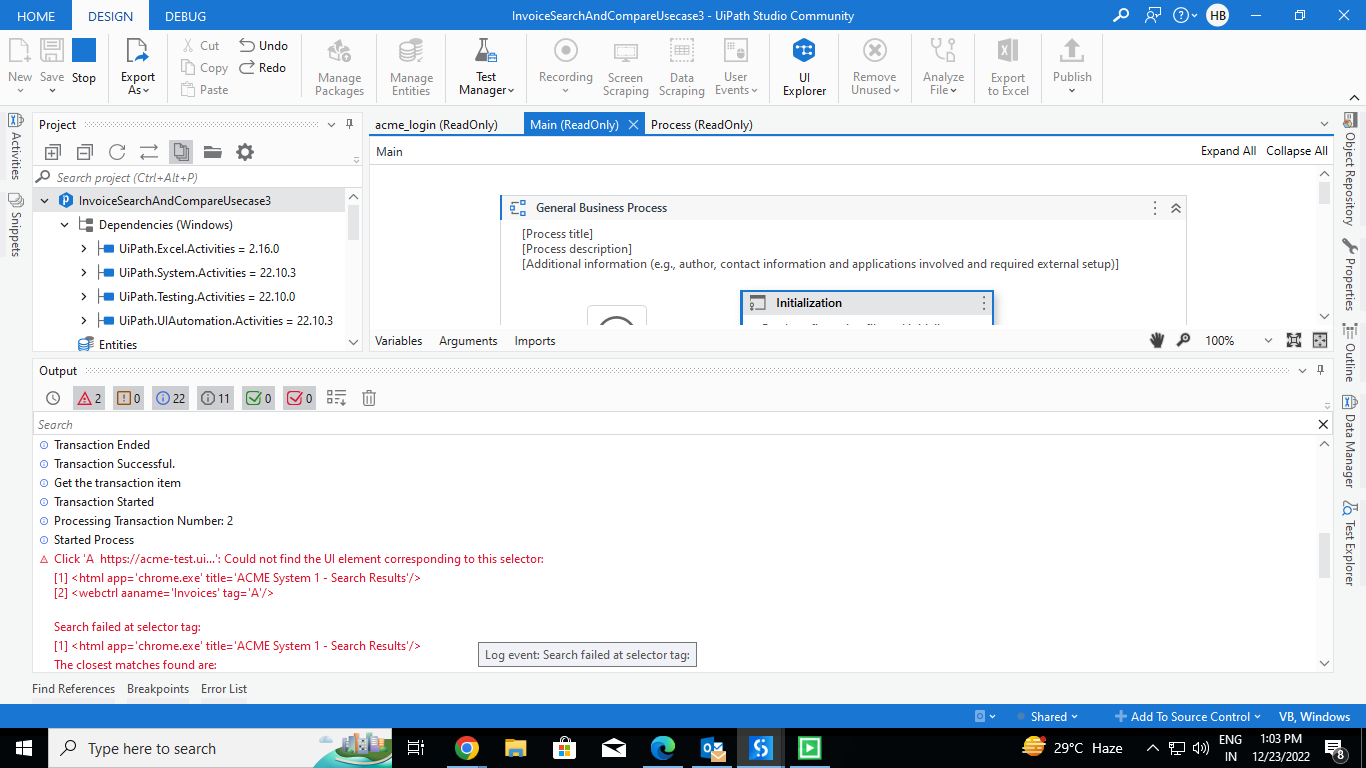 HOME DESIGN DEBUG
InvoiceSearchAndCompareUsecase3 - UiPath Studio Community
HB
New Save Stop
Export As
Cut
Copy
Paste
Undo
Redo
Manage Packages
Manage Entities
Test Manager
Recording
Screen Scraping
Data Scraping
User Events
UI Explorer
Remove Unused
Analyze File
Export to Excel
Publish
Activities
Snippets
Project
Search project (Ctrl+Alt+P)
InvoiceSearchAndCompareUsecase3
Dependencies (Windows)
UiPath.Excel.Activities = 2.16.0
UiPath.System.Activities = 22.10.3
UiPath.Testing.Activities = 22.10.0
UiPath.UIAutomation.Activities = 22.10.3
Entities
acme_login (ReadOnly) Main (ReadOnly) Process (ReadOnly)
Main Expand All Collapse All
General Business Process
[Process title]
[Process description]
[Additional information (e.g., author, contact information and applications involved and required external setup)]
Initialization
Variables Arguments Imports 100%
Object Repository
Properties
Outline
Data Manager
Test Explorer
Output
2 0 22 11 0 0
Search
Transaction Ended
Transaction Successful.
Get the transaction item
Transaction Started
Processing Transaction Number: 2
Started Process
Click 'A  https://acme-test.ui...': Could not find the UI element corresponding to this selector:
[1] <html app='chrome.exe' title='ACME System 1 - Search Results'/>
[2] <webctrl aaname='Invoices' tag='A'/>
Search failed at selector tag:
[1] <html app='chrome.exe' title='ACME System 1 - Search Results'/>
The closest matches found are:
Log event: Search failed at selector tag:
Find References Breakpoints Error List
Shared Add To Source Control VB, Windows
Type here to search
29°C Haze
ENG
IN
1:03 PM
12/23/2022
8